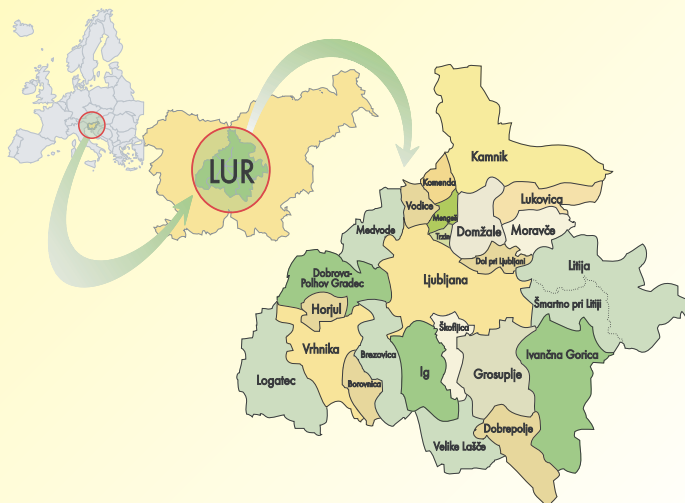 LUR
Kamnik
Komenda
Lukovica
Vodice
Mengeš
Domžale
Moravče
Medvode
Trzin
Dol pri Ljubljani
Litija
Dobrova-
Polhov Gradec
Ljubljana
Šmartno pri Litiji
Horjul
Škofljica
Vrhnika
Brezovica
Ivančna Gorica
Logatec
Borovnica
Ig
Grosuplje
Dobrepolje
Velike Lašče